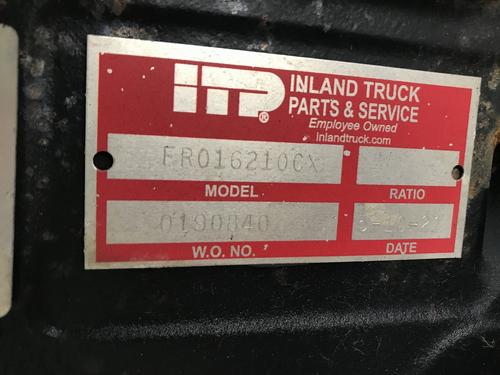 ITP®
INLAND TRUCK
PARTS & SERVICE
Employee Owned
Inlandtruck.com
FRO16210CX
MODEL
RATIO
0190840
W.O. NO.
DATE